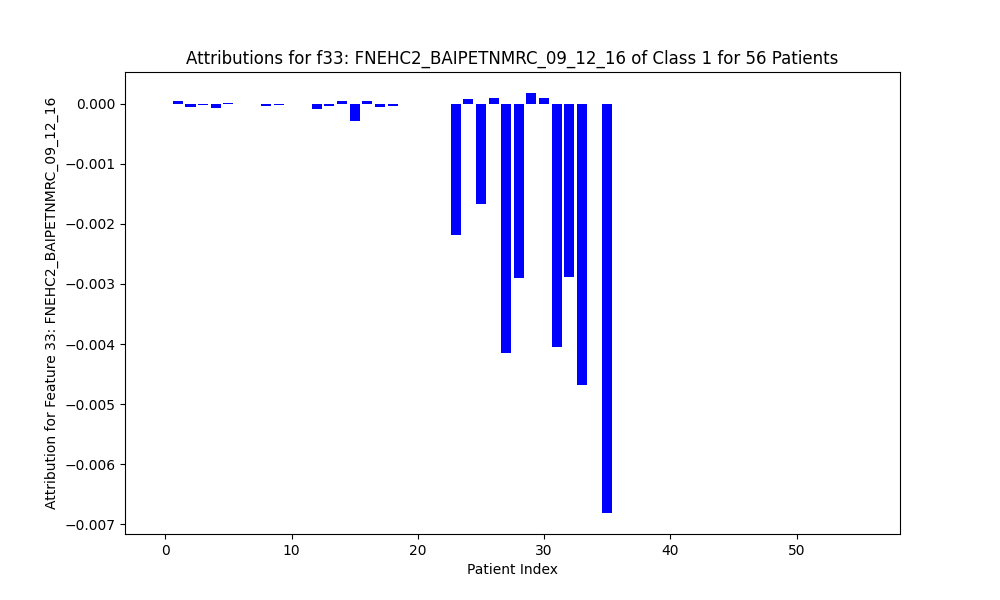 Attributions for f33: FNEHC2_BAIPETNMRC_09_12_16 of Class 1 for 56 Patients
Attribution for Feature 33: FNEHC2_BAIPETNMRC_09_12_16
0.000
−0.001
−0.002
−0.003
−0.004
−0.005
−0.006
−0.007
0 10 20 30 40 50
Patient Index